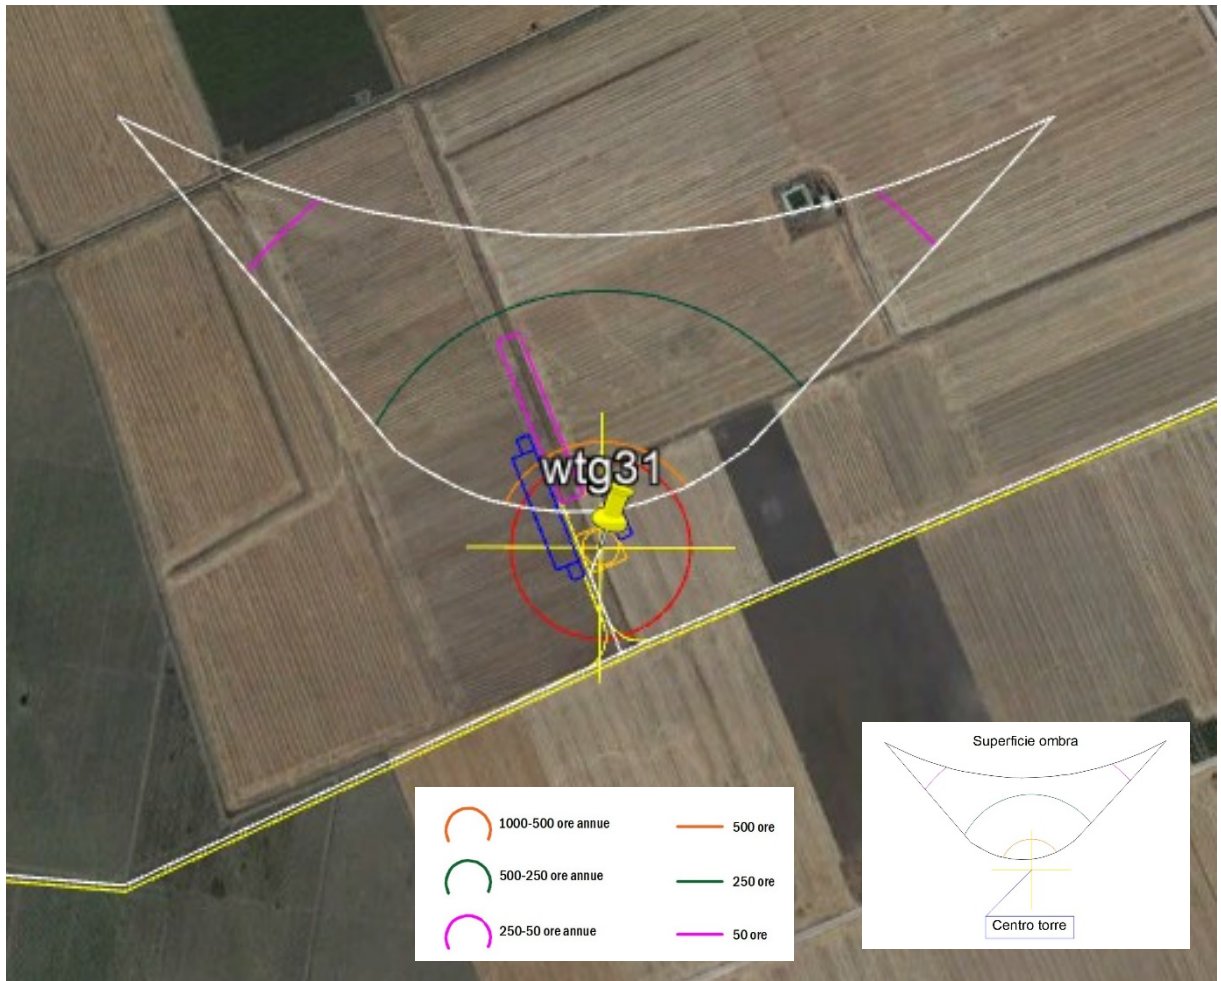 wtg31
1000-500 ore annue
500 ore
500-250 ore annue
250 ore
250-50 ore annue
50 ore
Superficie ombra
Centro torre